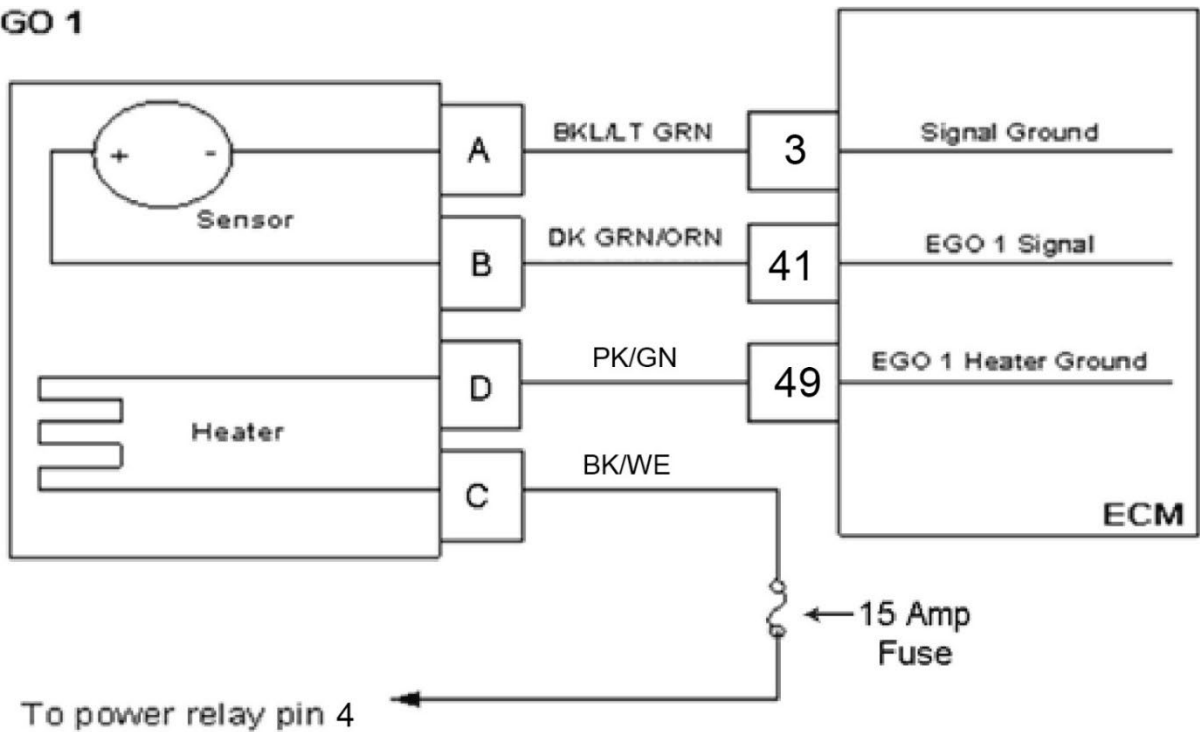 GO 1
A
BKL/LT GRN
3
Signal Ground
+
-
Sensor
B
DK GRN/ORN
41
EGO 1 Signal
D
PK/GN
49
EGO 1 Heater Ground
Heater
C
BK/WE
ECM
15 Amp
Fuse
To power relay pin 4